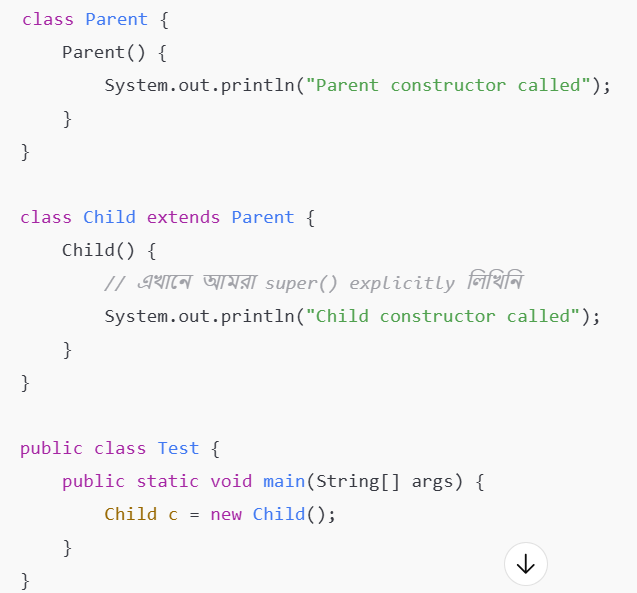 class Parent {
    Parent() {
        System.out.println("Parent constructor called");
    }
}

class Child extends Parent {
    Child() {
        // এখানে আমরা super() explicitly লিখিনি
        System.out.println("Child constructor called");
    }
}

public class Test {
    public static void main(String[] args) {
        Child c = new Child();
    }
}